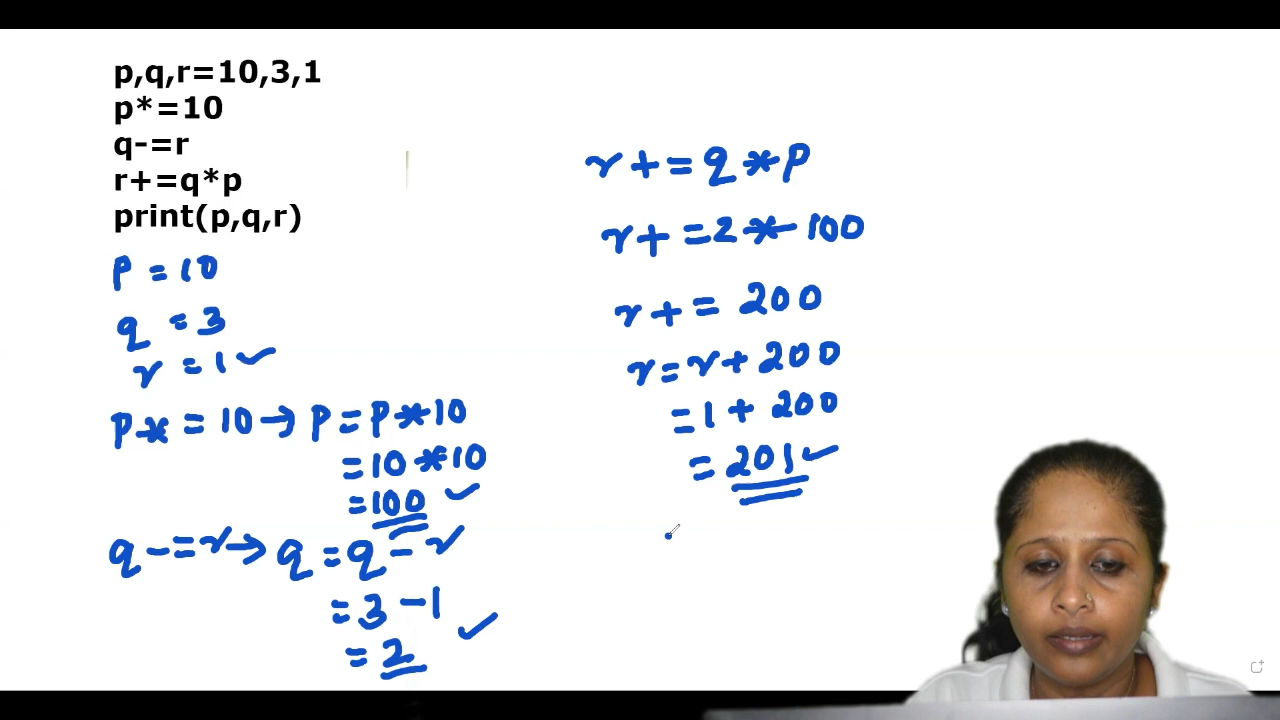 p,q,r=10,3,1
p*=10
q-=r
r+=q*p
print(p,q,r)
P = 10
q = 3
r = 1 ✓
P* = 10 → P = P * 10
= 10 * 10
= 100 ✓
q - = r → q = q - r
= 3 - 1
= 2 ✓
r + = q * P
r + = 2 * 100
r + = 200
r = r + 200
= 1 + 200
= 201 ✓